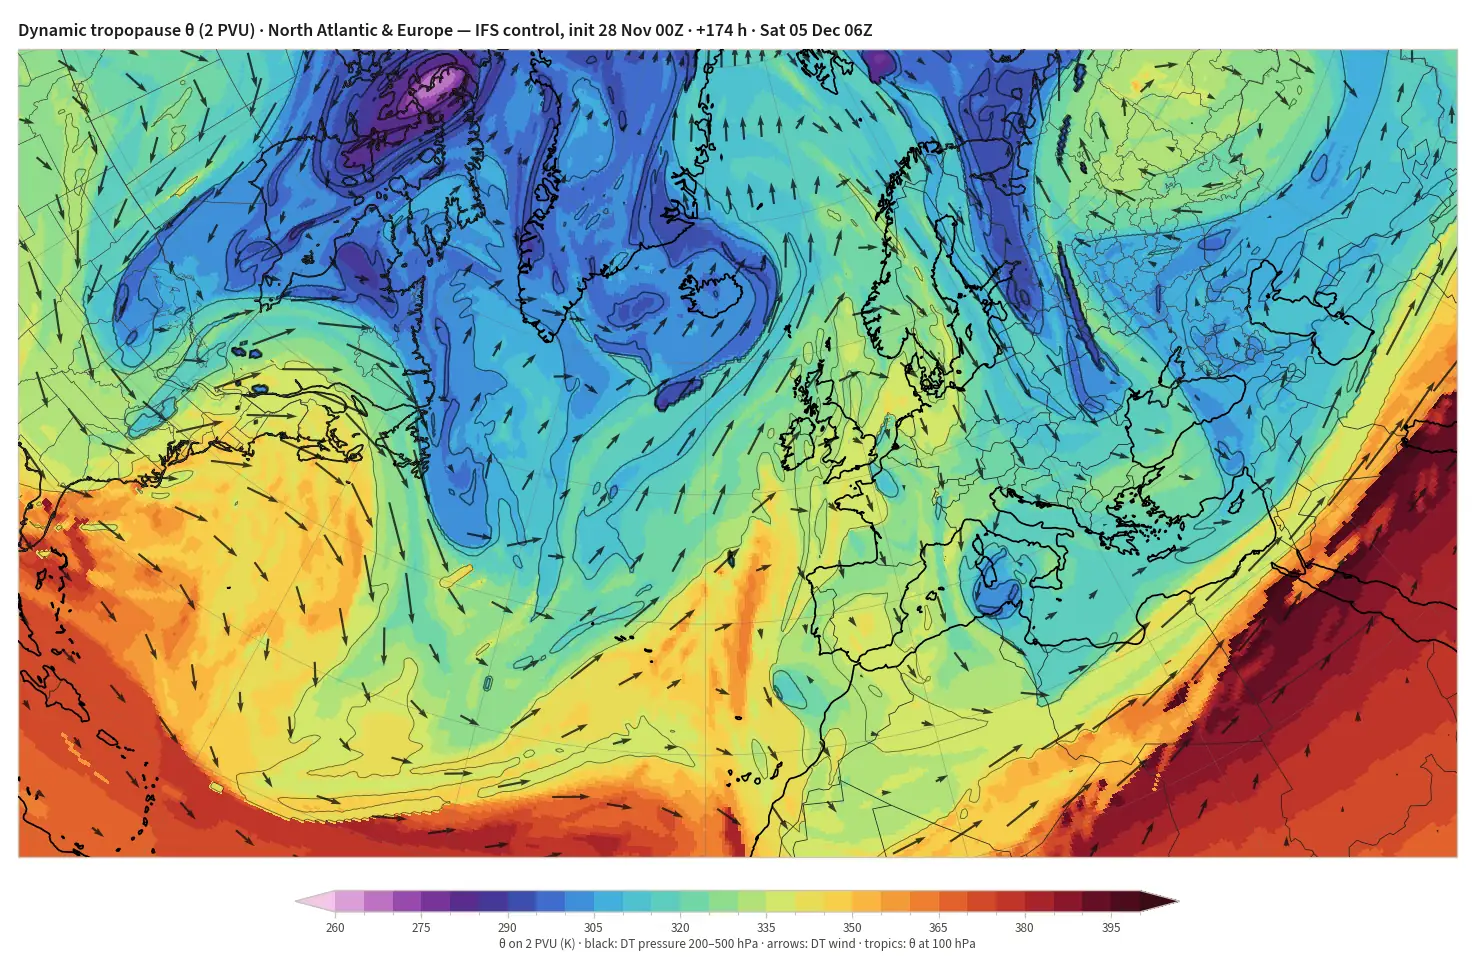 Dynamic tropopause θ (2 PVU) · North Atlantic & Europe — IFS control, init 28 Nov 00Z · +174 h · Sat 05 Dec 06Z
260 275 290 305 320 335 350 365 380 395
θ on 2 PVU (K) · black: DT pressure 200–500 hPa · arrows: DT wind · tropics: θ at 100 hPa